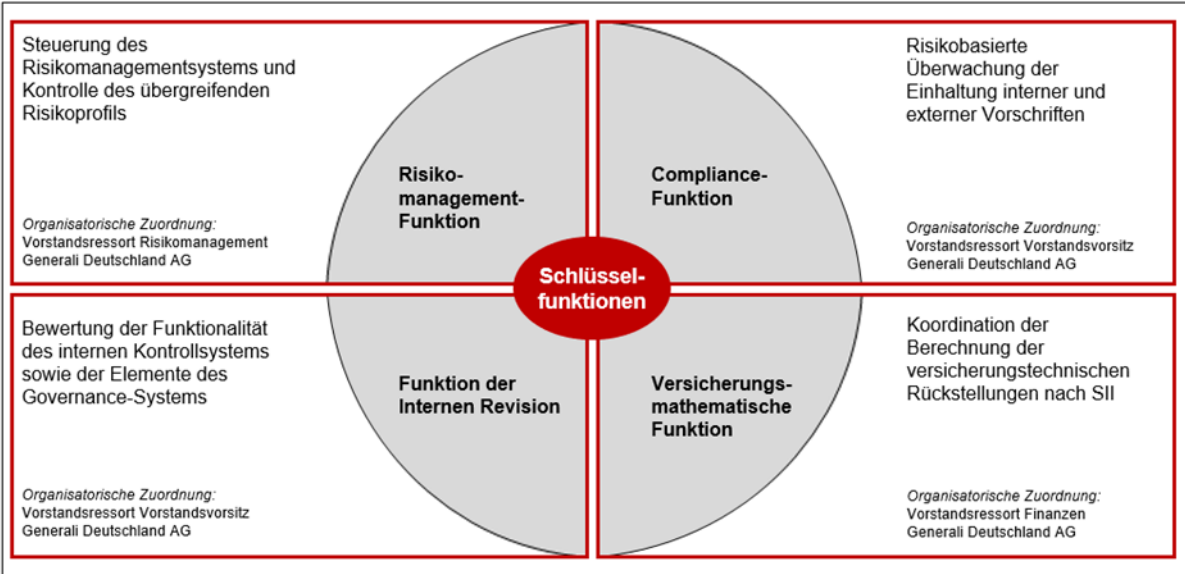 Steuerung des
Risikomanagementsystems und
Kontrolle des übergreifenden
Risikoprofils
Organisatorische Zuordnung:
Vorstandsressort Risikomanagement
Generali Deutschland AG
Risiko-
management-
Funktion
Compliance-
Funktion
Risikobasierte
Überwachung der
Einhaltung interner und
externer Vorschriften
Organisatorische Zuordnung:
Vorstandsressort Vorstandsvorsitz
Generali Deutschland AG
Schlüssel-
funktionen
Bewertung der Funktionalität
des internen Kontrollsystems
sowie der Elemente des
Governance-Systems
Organisatorische Zuordnung:
Vorstandsressort Vorstandsvorsitz
Generali Deutschland AG
Funktion der
Internen Revision
Versicherungs-
mathematische
Funktion
Koordination der
Berechnung der
versicherungstechnischen
Rückstellungen nach SII
Organisatorische Zuordnung:
Vorstandsressort Finanzen
Generali Deutschland AG